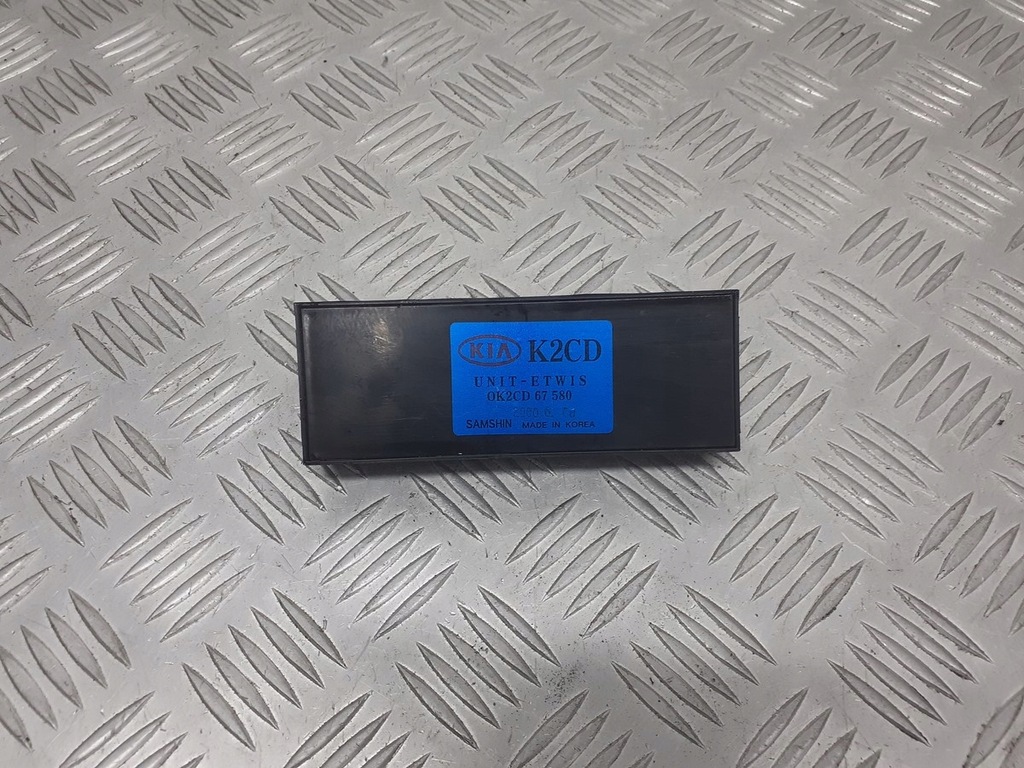 KIA K2CD
UNIT-ETWIS
0K2CD 67 580
SAMSHIN MADE IN KOREA